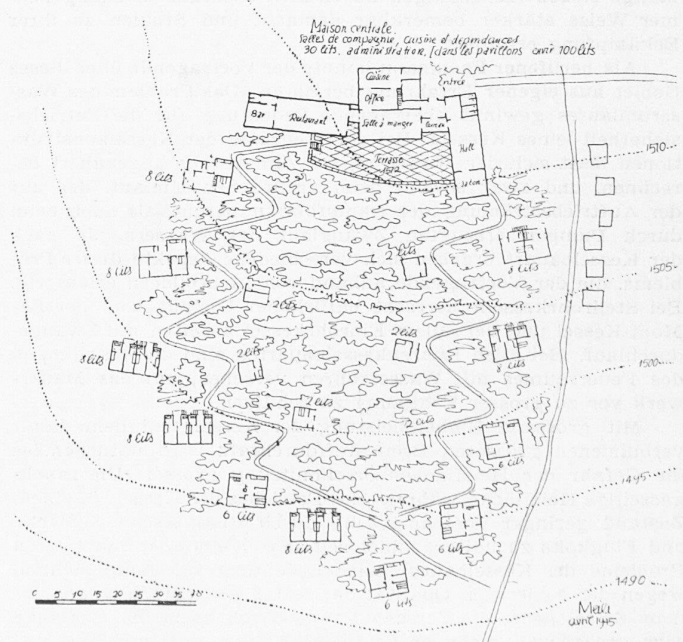 Maison centrale.
Salles de compagnie, cuisine et dependances
30 lits. administration, [dans les pavillons   env. 100 lits
Cuisine
Office
Entrée
Bar
Restaurant
Salle à manger
Terrasse
1512
Hall
Salon
1510
8 lits
8 lits
2 lits
8 lits
1505
2 lits
2 lits
8 lits
2 lits
8 lits
1500
2 lits
8 lits
6 lits
1495
6 lits
8 lits
6 lits
6 lits
1490
0 5 10 15 20 25 30 35
Meili
avril 1945